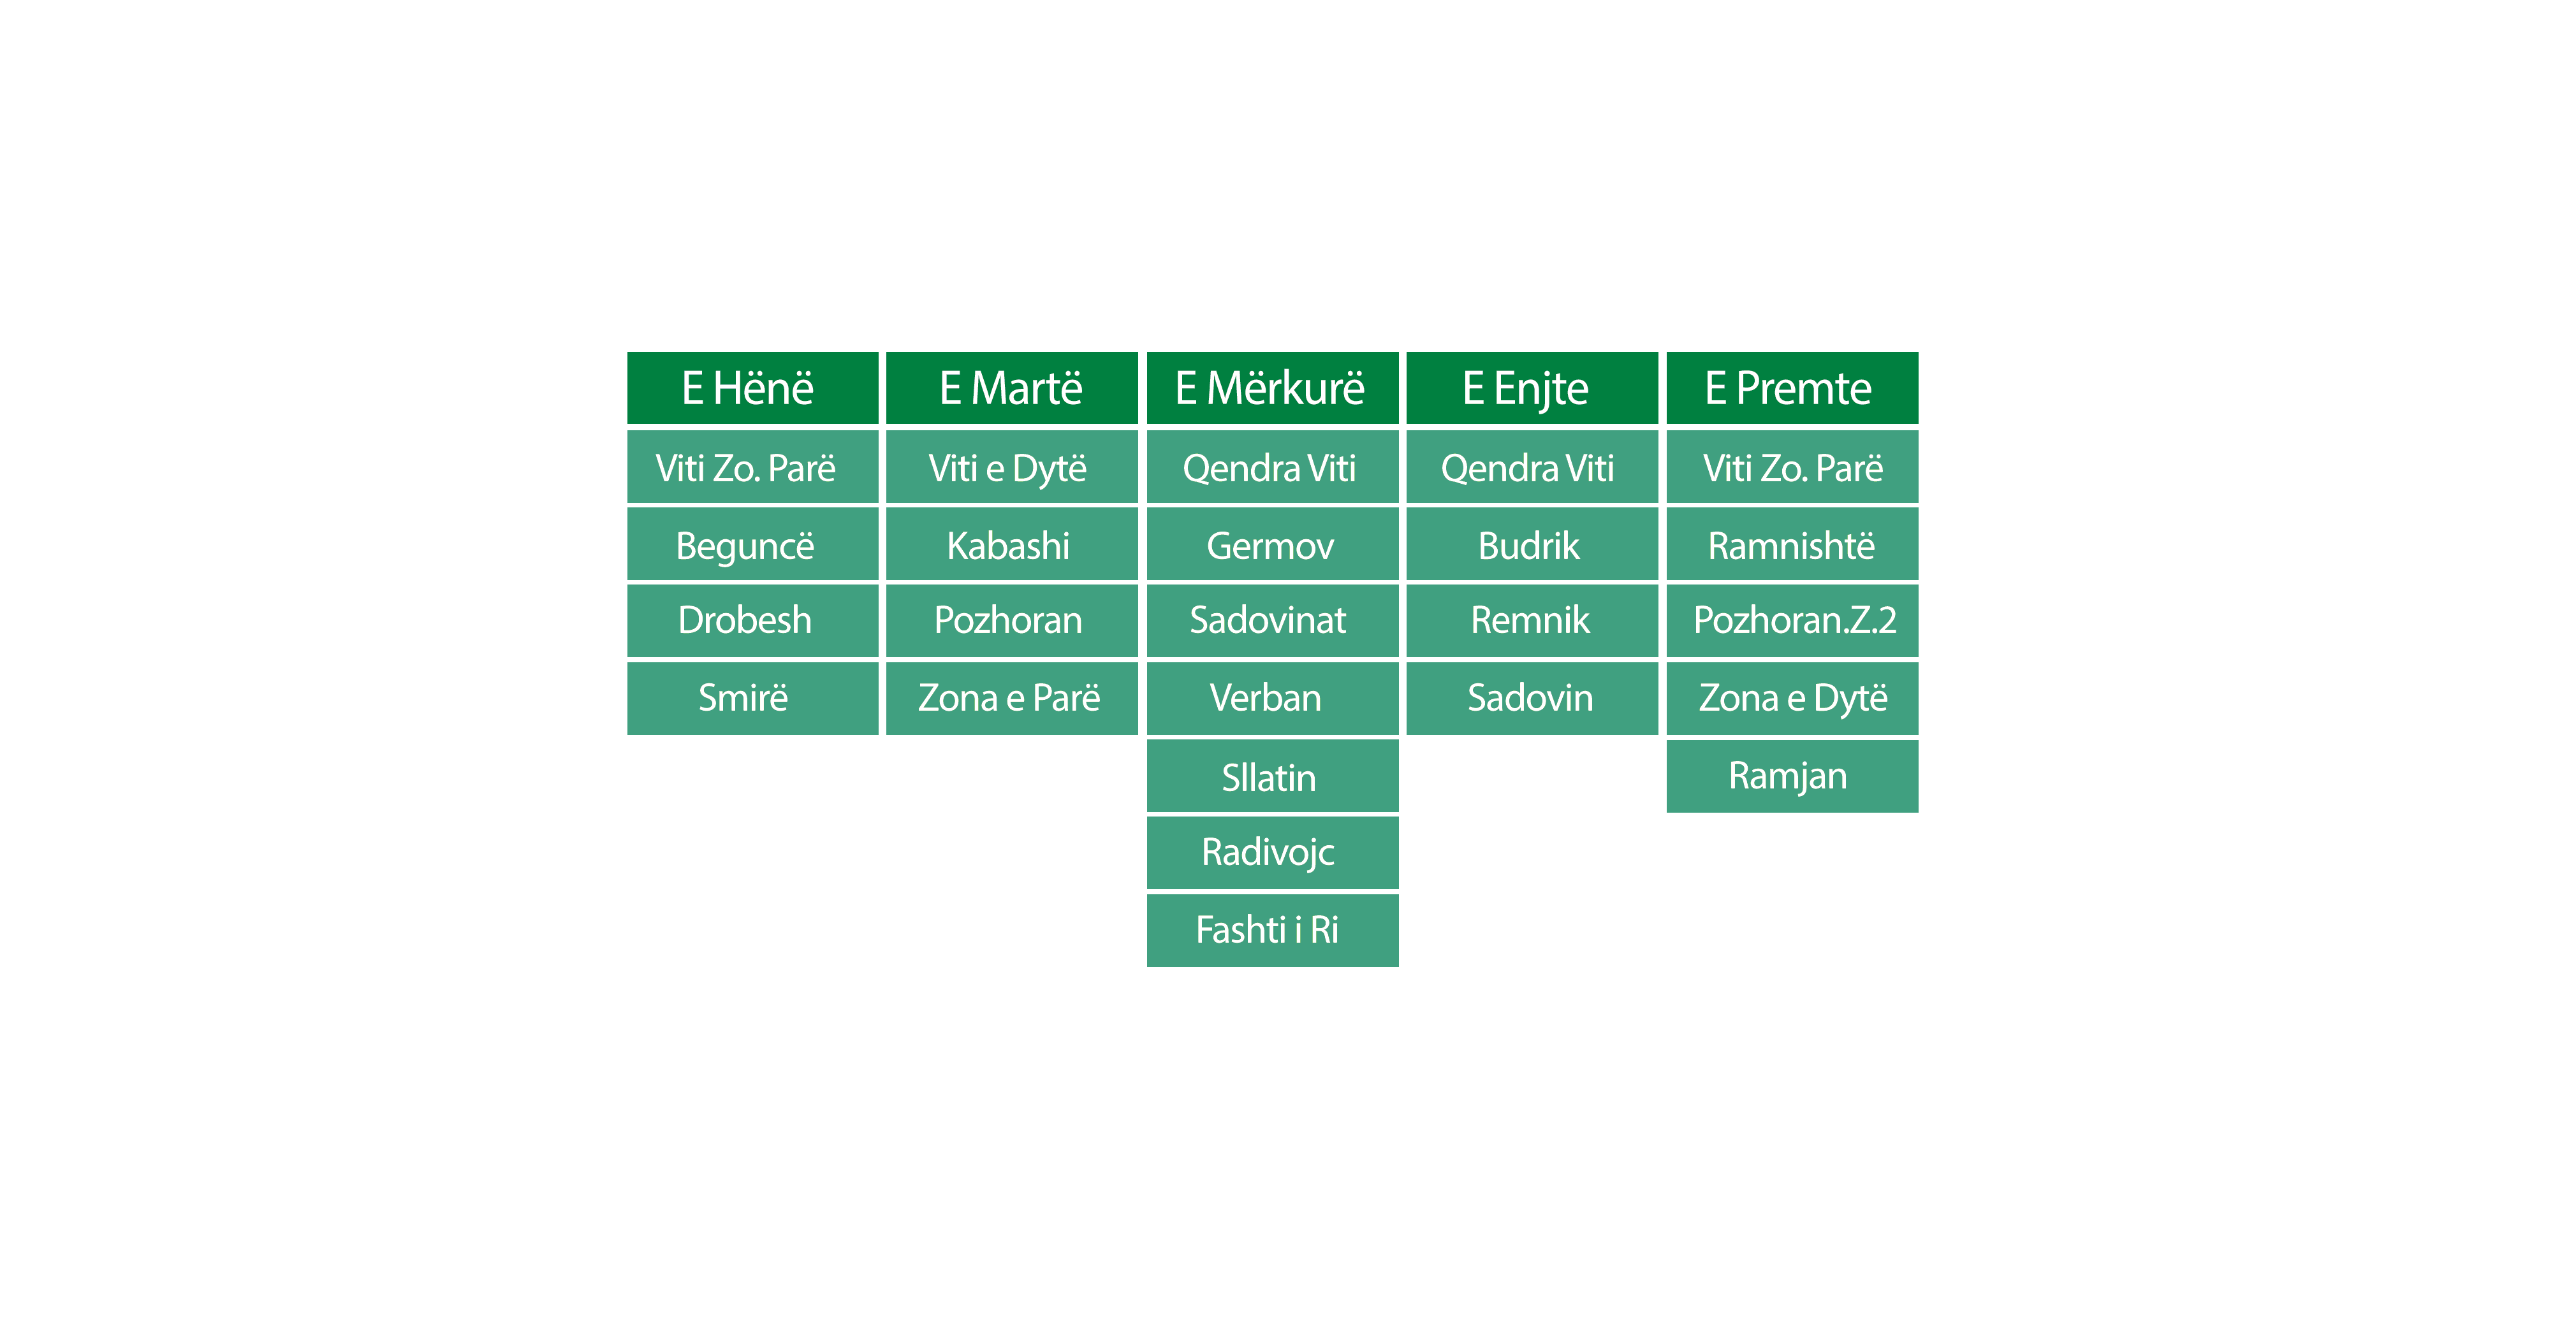 E Hënë E Martë E Mërkurë E Enjte E Premte
Viti Zo. Parë Viti e Dytë Qendra Viti Qendra Viti Viti Zo. Parë
Beguncë Kabashi Germov Budrik Ramnishtë
Drobesh Pozhoran Sadovinat Remnik Pozhoran.Z.2
Smirë Zona e Parë Verban Sadovin Zona e Dytë
Sllatin Ramjan
Radivojc
Fashti i Ri